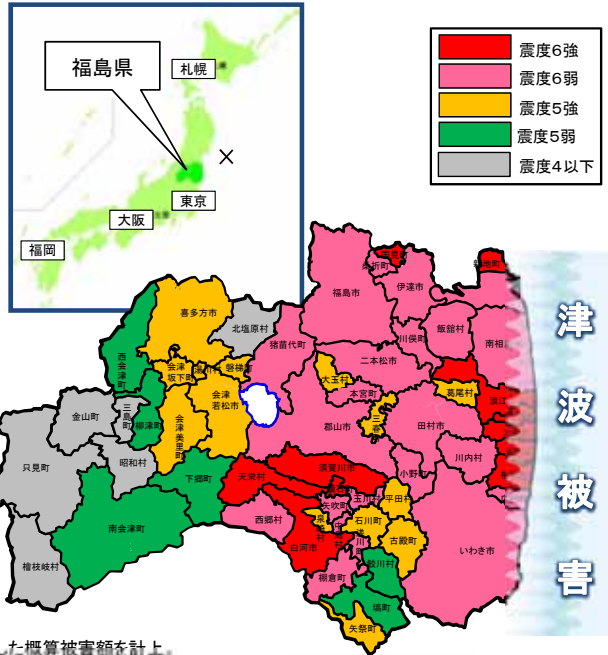 福島県
札幌
東京
大阪
福岡
震度6強
震度6弱
震度5強
震度5弱
震度4以下
津波被害
桑折町
新地町
伊達市
福島市
喜多方市
北塩原村
川俣町
飯舘村
南相
猪苗代町
西会津町
二本松市
会津坂下町
磐梯町
大玉村
葛尾村
本宮町
浪江
会津若松市
三島町
柳津町
金山町
会津美里町
郡山市
田村市
川内村
昭和村
只見町
小野町
下郷町
天栄村
須賀川市
矢吹町
玉川村
平田村
西郷村
石川町
南会津町
白河市
古殿町
いわき市
檜枝岐村
鮫川村
棚倉町
塙町
矢祭町
した概算被害額を計上。